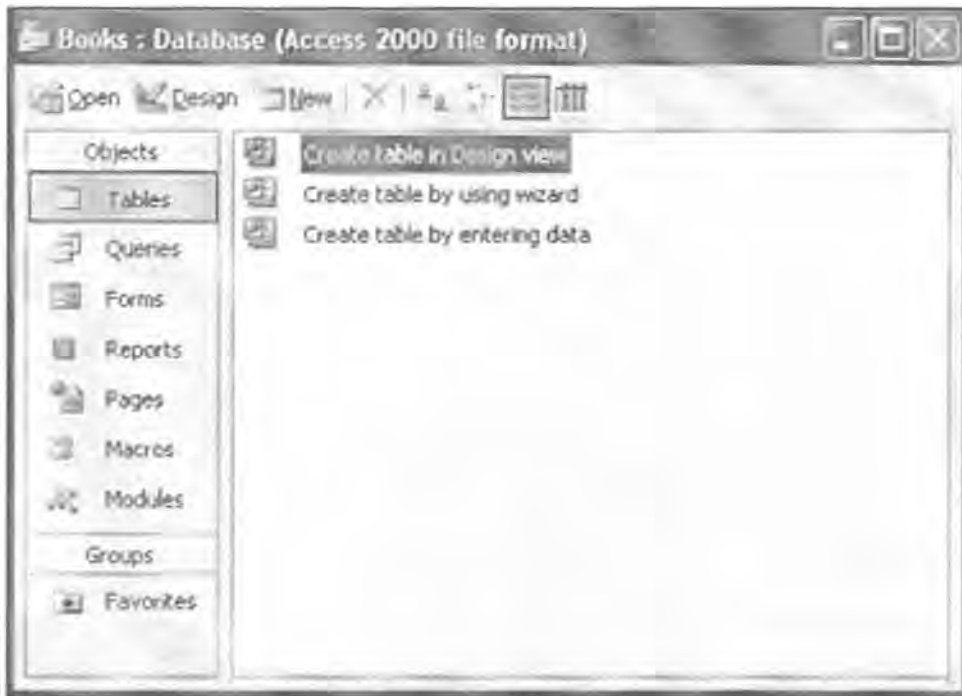 Books : Database (Access 2000 file format)
Open Design New
Objects
Tables
Queries
Forms
Reports
Pages
Macros
Modules
Groups
Favorites
Create table in Design view
Create table by using wizard
Create table by entering data